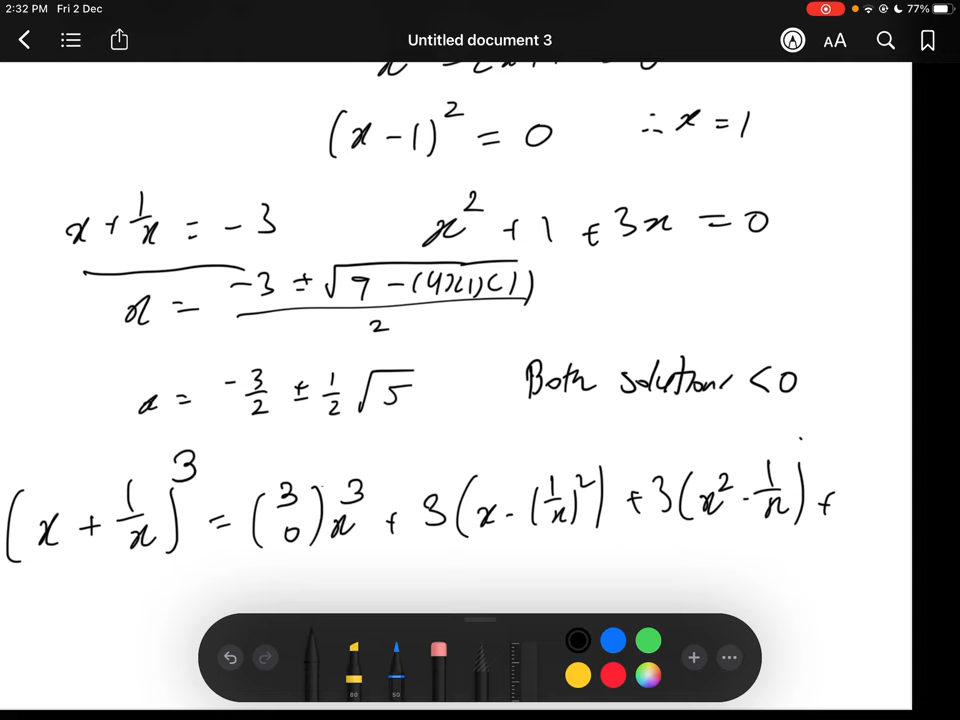 2:32 PM Fri 2 Dec 77%
Untitled document 3
AA
(x - 1)² = 0 ∴ x = 1
x + 1/x = -3 x² + 1 + 3x = 0
x = (-3 ± √(9 - (4)(1)(1)))/2
x = -3/2 ± 1/2 √5 Both solutions < 0
(x + 1/x)³ = (3 0) x³ + 3(x · (1/x)²) + 3(x² · 1/x) +
80 50